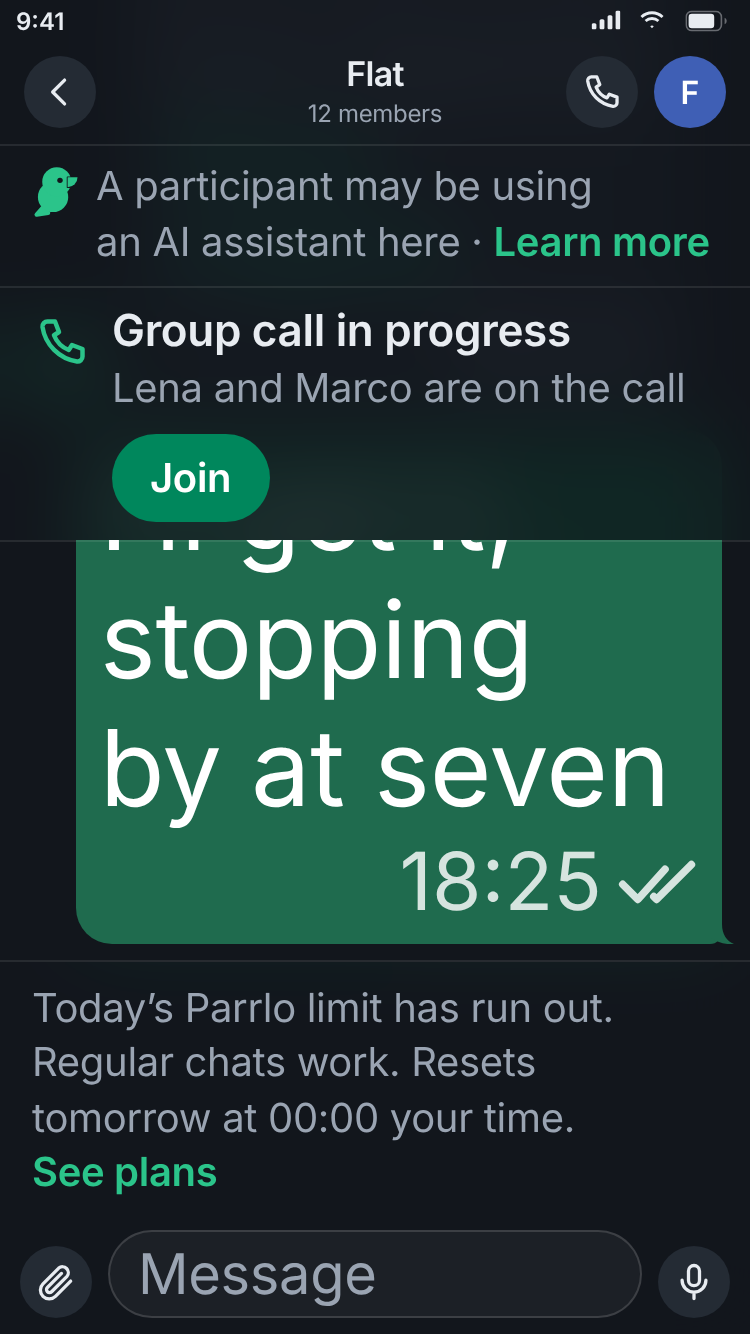 9:41
Flat
12 members
F
A participant may be using
an AI assistant here · Learn more
Group call in progress
Lena and Marco are on the call
Join
stopping
by at seven
18:25
Today’s Parrlo limit has run out.
Regular chats work. Resets
tomorrow at 00:00 your time.
See plans
Message